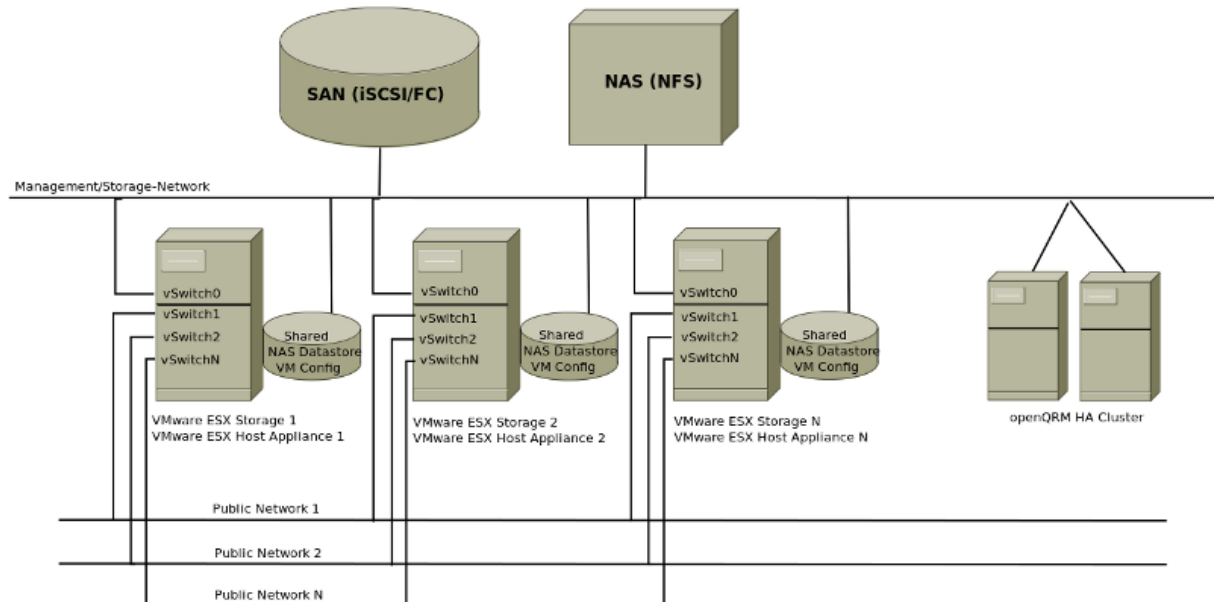 SAN (iSCSI/FC)
NAS (NFS)
Management/Storage-Network
vSwitch0
vSwitch1
vSwitch2
vSwitchN
Shared
NAS Datastore
VM Config
VMware ESX Storage 1
VMware ESX Host Appliance 1
vSwitch0
vSwitch1
vSwitch2
vSwitchN
Shared
NAS Datastore
VM Config
VMware ESX Storage 2
VMware ESX Host Appliance 2
vSwitch0
vSwitch1
vSwitch2
vSwitchN
Shared
NAS Datastore
VM Config
VMware ESX Storage N
VMware ESX Host Appliance N
openQRM HA Cluster
Public Network 1
Public Network 2
Public Network N